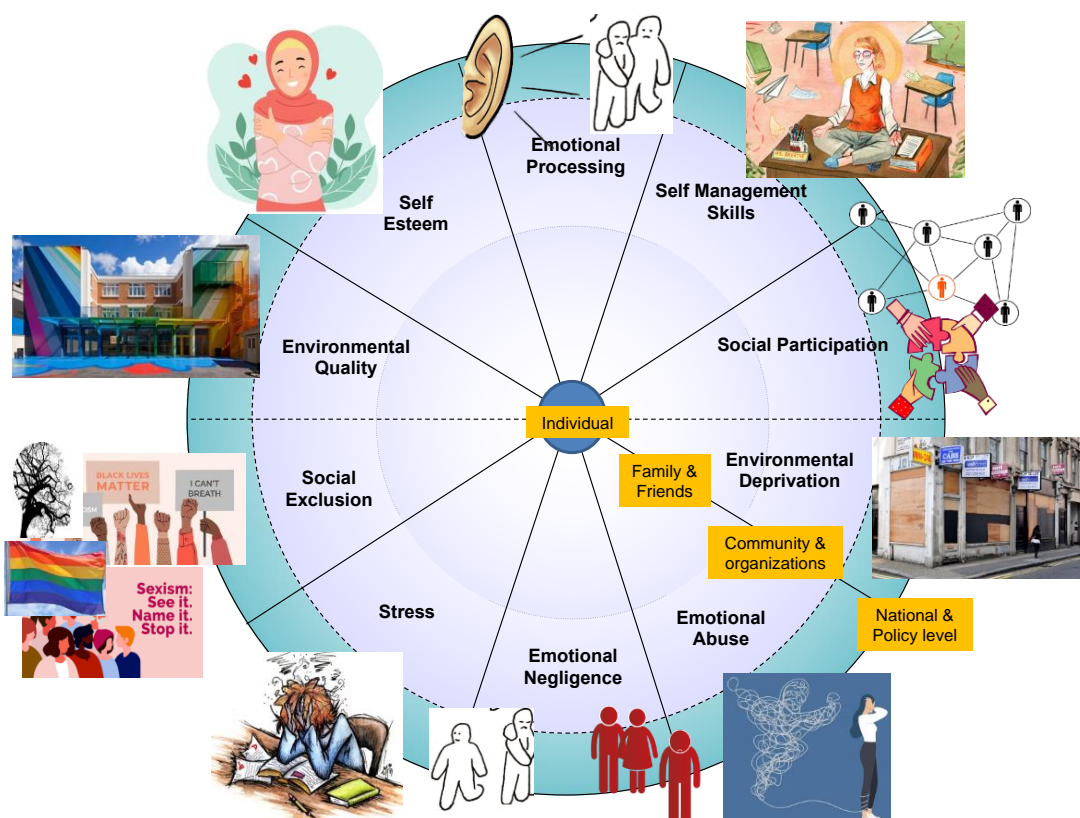 Emotional
Processing
Self Management
Skills
Self
Esteem
Environmental
Quality
Social Participation
Individual
Family &
Friends
Environmental
Deprivation
Social
Exclusion
BLACK LIVES
MATTER
I CAN'T
BREATH
Community &
organizations
Sexism:
See it.
Name it.
Stop it.
Stress
Emotional
Abuse
National &
Policy level
Emotional
Negligence